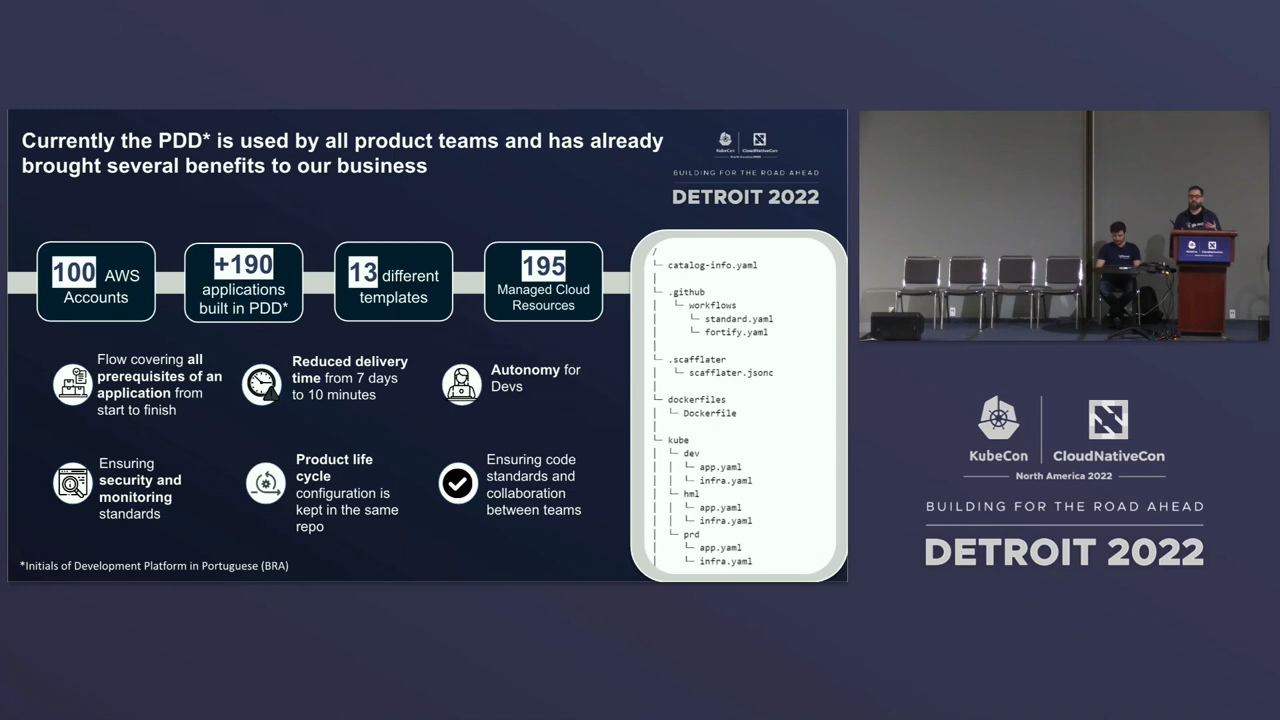 Currently the PDD* is used by all product teams and has already
brought several benefits to our business
KubeCon
CloudNativeCon
BUILDING FOR THE ROAD AHEAD
DETROIT 2022
100 AWS
Accounts
+190
applications
built in PDD*
13 different
templates
195
Managed Cloud
Resources
Flow covering all
prerequisites of an
application from
start to finish
Reduced delivery
time from 7 days
to 10 minutes
Autonomy for
Devs
Ensuring
security and
monitoring
standards
Product life
cycle
configuration is
kept in the same
repo
Ensuring code
standards and
collaboration
between teams
*Initials of Development Platform in Portuguese (BRA)
/
catalog-info.yaml
.github
workflows
standard.yaml
fortify.yaml
.scafflater
scafflater.jsonc
dockerfiles
Dockerfile
kube
dev
app.yaml
infra.yaml
hml
app.yaml
infra.yaml
prd
app.yaml
infra.yaml
KubeCon
CloudNativeCon
North America 2022
BUILDING FOR THE ROAD AHEAD
DETROIT 2022